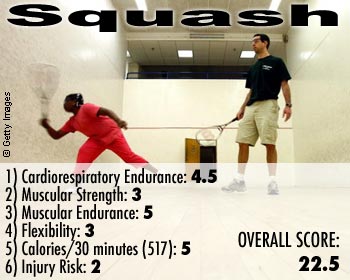 Squash
© Getty Images
1) Cardiorespiratory Endurance: 4.5
2) Muscular Strength: 3
3) Muscular Endurance: 5
4) Flexibility: 3
5) Calories/30 minutes (517): 5
6) Injury Risk: 2
OVERALL SCORE:
22.5